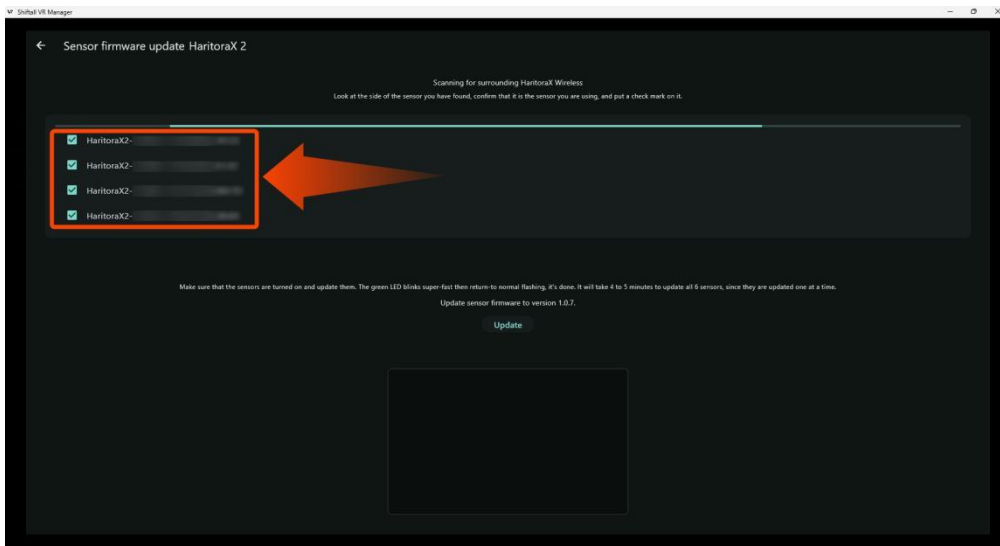 Shiftall VR Manager
Sensor firmware update HaritoraX 2
Scanning for surrounding HaritoraX Wireless
Look at the side of the sensor you have found, confirm that it is the sensor you are using, and put a check mark on it.
HaritoraX2-
HaritoraX2-
HaritoraX2-
HaritoraX2-
Make sure that the sensors are turned on and update them. The green LED blinks super-fast then return-to normal flashing, it's done. It will take 4 to 5 minutes to update all 6 sensors, since they are updated one at a time.
Update sensor firmware to version 1.0.7.
Update